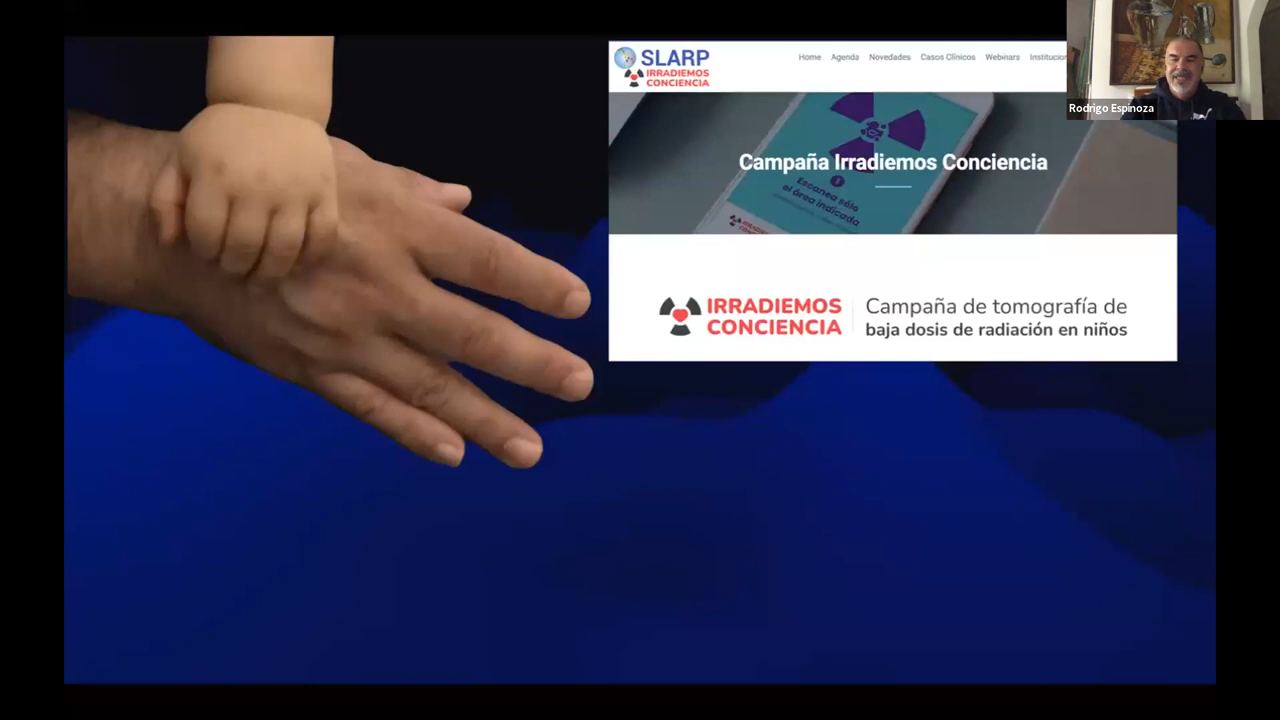 SLARP
IRRADIEMOS
CONCIENCIA
Home Agenda Novedades Casos Clínicos Webinars
Rodrigo Espinoza
Campaña Irradiemos Conciencia
Escanea sólo
el área indicada
IRRADIEMOS
CONCIENCIA
Campaña de tomografía de
baja dosis de radiación en niños